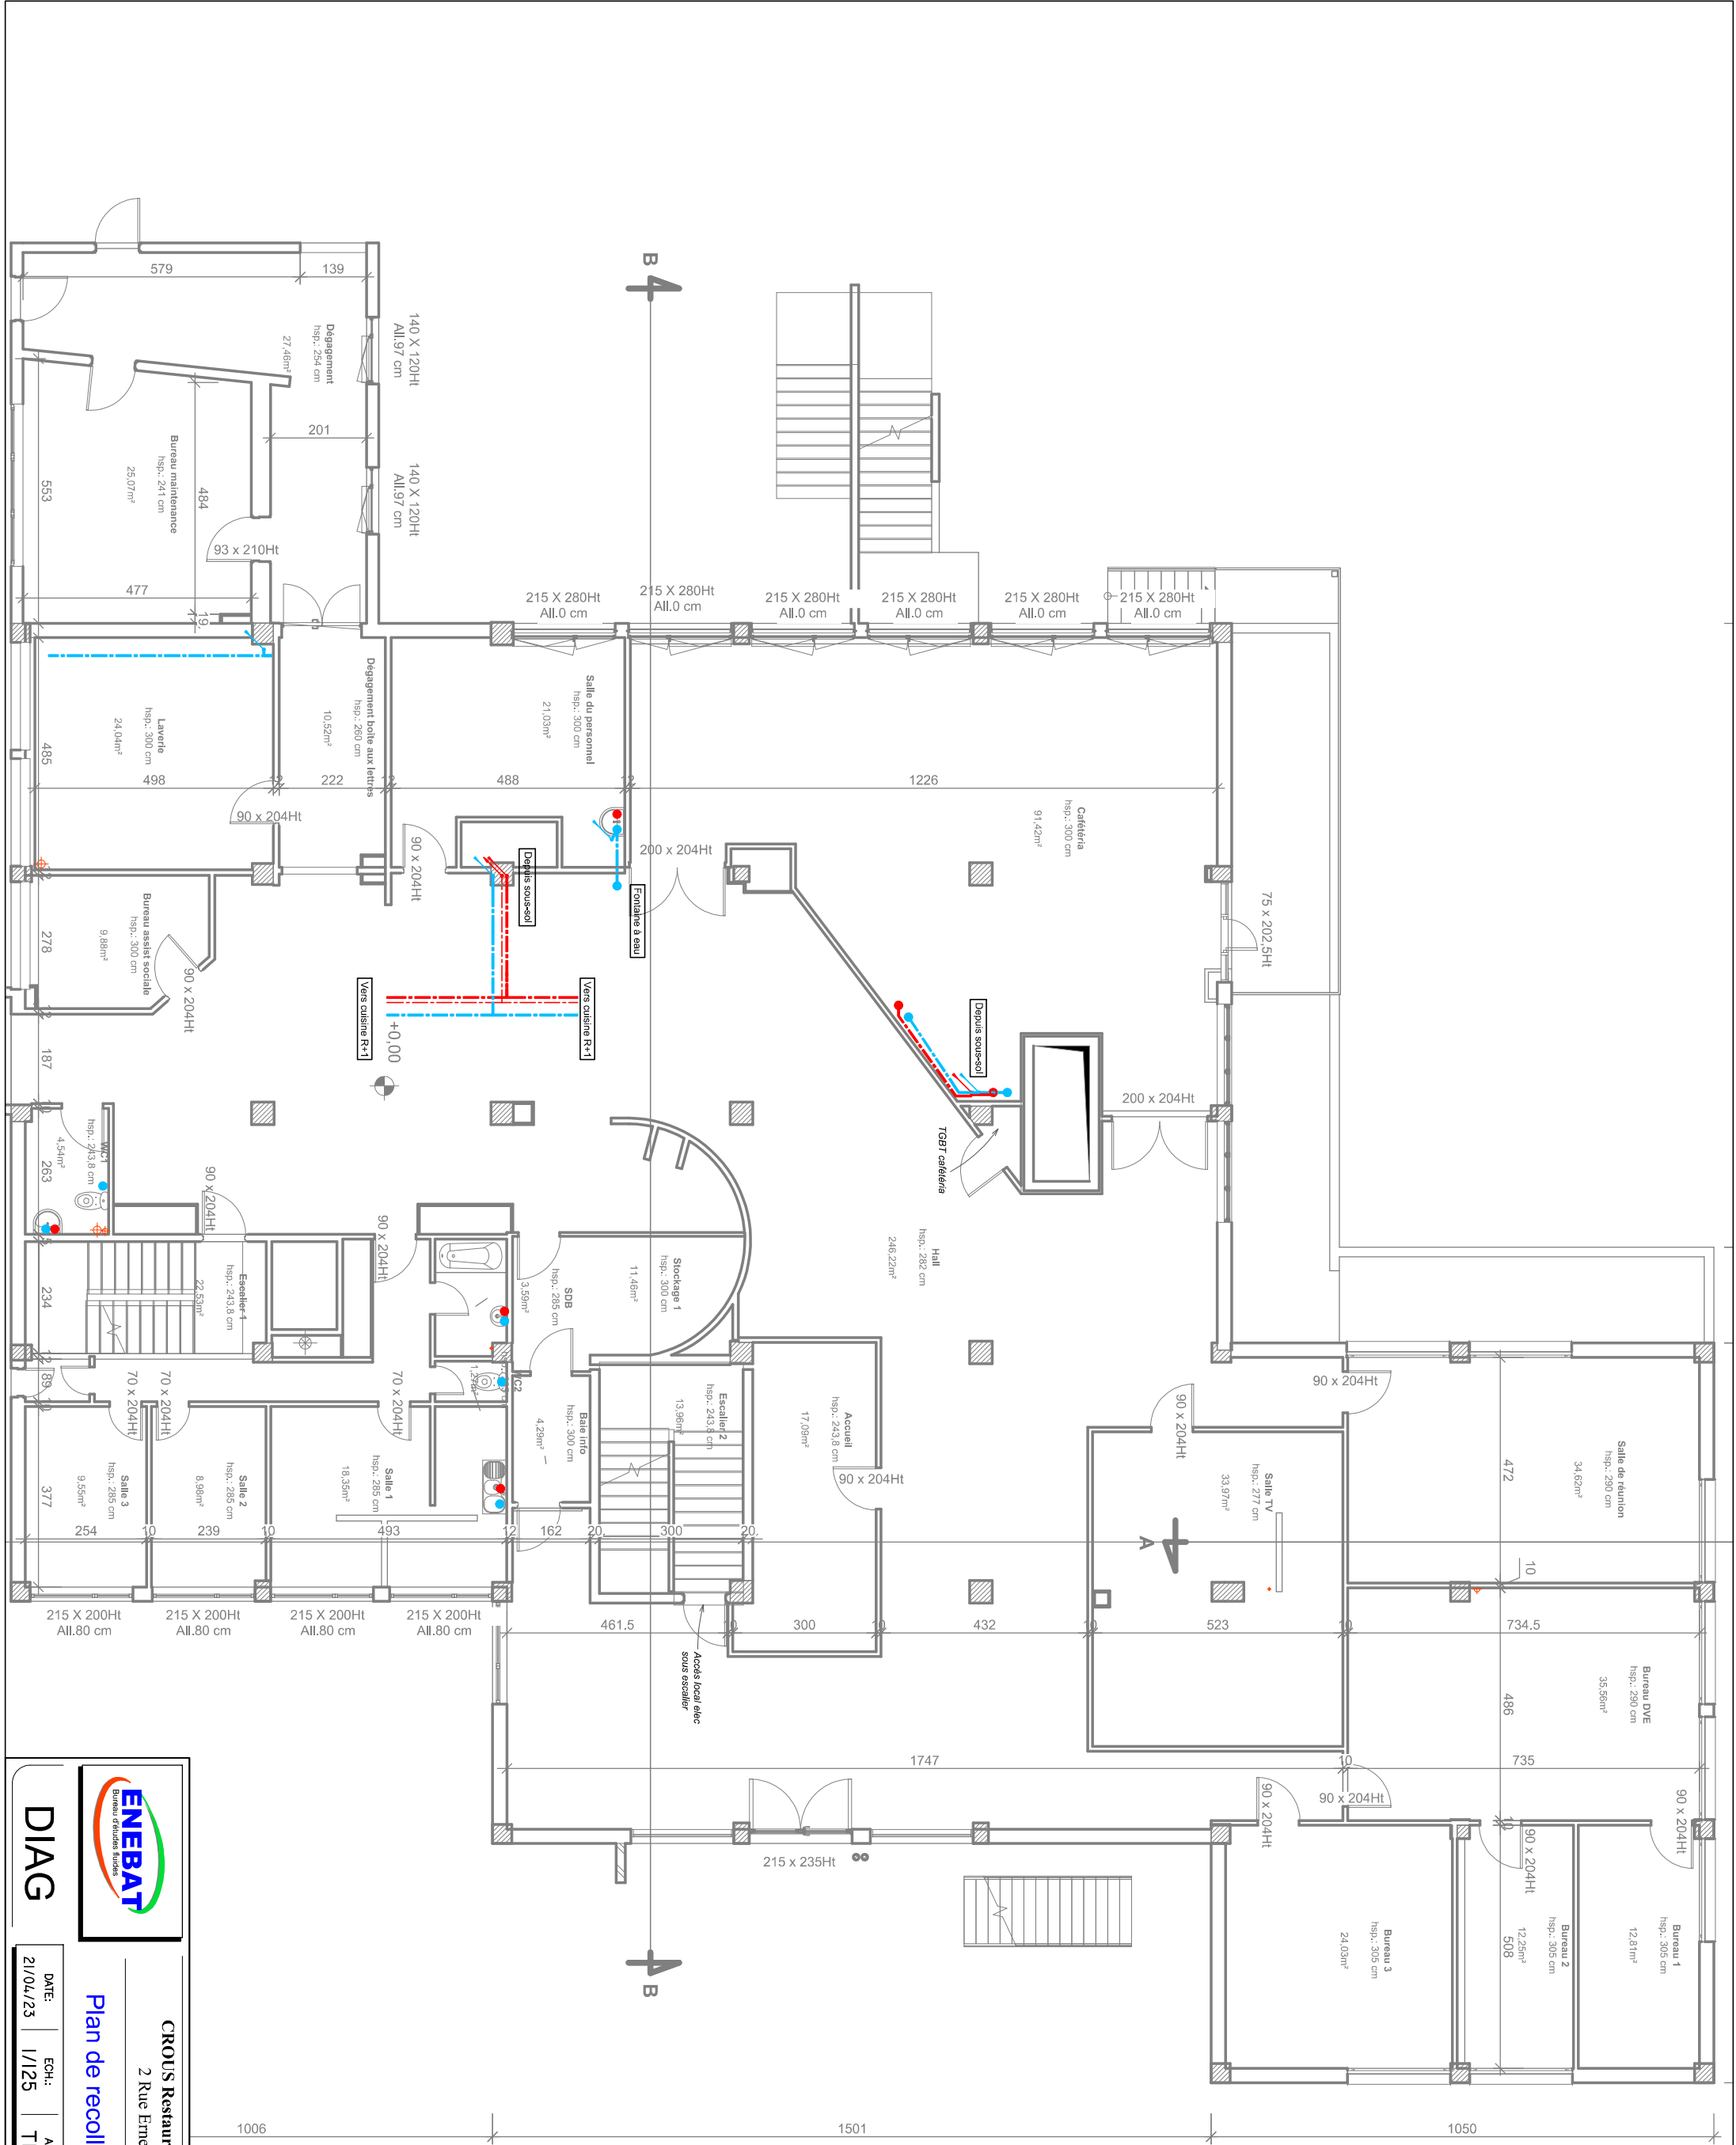 579
139
Dégagement
hsp.: 254 cm
27,46m²
140 X 120Ht
All.97 cm
140 X 120Ht
All.97 cm
201
Bureau maintenance
hsp.: 241 cm
25,07m²
484
553
477
93 x 210Ht
19
B
215 X 280Ht
All.0 cm
215 X 280Ht
All.0 cm
215 X 280Ht
All.0 cm
215 X 280Ht
All.0 cm
215 X 280Ht
All.0 cm
215 X 280Ht
All.0 cm
Laverie
hsp.: 300 cm
24,04m²
485
498
90 x 204Ht
Dégagement boîte aux lettres
hsp.: 260 cm
10,52m²
222
12
Salle du personnel
hsp.: 300 cm
21,03m²
488
12
1226
Cafétéria
hsp.: 300 cm
91,42m²
200 x 204Ht
90 x 204Ht
75 x 202,5Ht
Depuis sous-sol
Fontaine à eau
Vers cuisine R+1
Vers cuisine R+1
+0,00
Depuis sous-sol
TGBT cafétéria
200 x 204Ht
Bureau assist sociale
hsp.: 300 cm
9,88m²
278
90 x 204Ht
187
WC1
hsp.: 243,8 cm
4,54m²
263
90 x 204Ht
90 x 204Ht
Escalier 1
hsp.: 243,8 cm
22,53m²
234
SDB
hsp.: 285 cm
3,59m²
Stockage 1
hsp.: 300 cm
11,46m²
Hall
hsp.: 282 cm
246,22m²
89
70 x 204Ht
70 x 204Ht
70 x 204Ht
Baie info
hsp.: 300 cm
4,29m²
Escalier 2
hsp.: 243,8 cm
13,96m²
Accueil
hsp.: 243,8 cm
17,09m²
90 x 204Ht
Salle 3
hsp.: 285 cm
9,55m²
377
Salle 2
hsp.: 285 cm
8,98m²
Salle 1
hsp.: 285 cm
18,35m²
254
10
239
10
493
12
162
20
300
20
215 X 200Ht
All.80 cm
215 X 200Ht
All.80 cm
215 X 200Ht
All.80 cm
215 X 200Ht
All.80 cm
461.5
10
300
10
432
10
523
10
734.5
Accès local elec
sous escalier
90 x 204Ht
90 x 204Ht
Salle TV
hsp.: 277 cm
33,97m²
A
Salle de réunion
hsp.: 290 cm
34,62m²
472
10
Bureau DVE
hsp.: 290 cm
35,56m²
486
1747
10
735
90 x 204Ht
90 x 204Ht
90 x 204Ht
90 x 204Ht
10
215 x 235Ht
Bureau 1
hsp.: 305 cm
12,81m²
Bureau 2
hsp.: 305 cm
12,25m²
508
Bureau 3
hsp.: 305 cm
24,03m²
B
1006
1501
1050
ENEBAT
Bureau d'études fluides
DIAG
CROUS Restaur
2 Rue Erne
Plan de recoll
DATE:
21/04/23
ECH.:
1/125